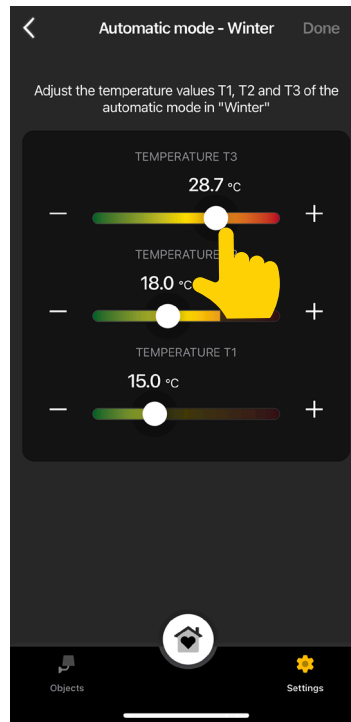 Automatic mode - Winter
Done
Adjust the temperature values T1, T2 and T3 of the
automatic mode in "Winter"
TEMPERATURE T3
28.7 °C
TEMPERATURE
18.0 °C
TEMPERATURE T1
15.0 °C
Objects
Settings